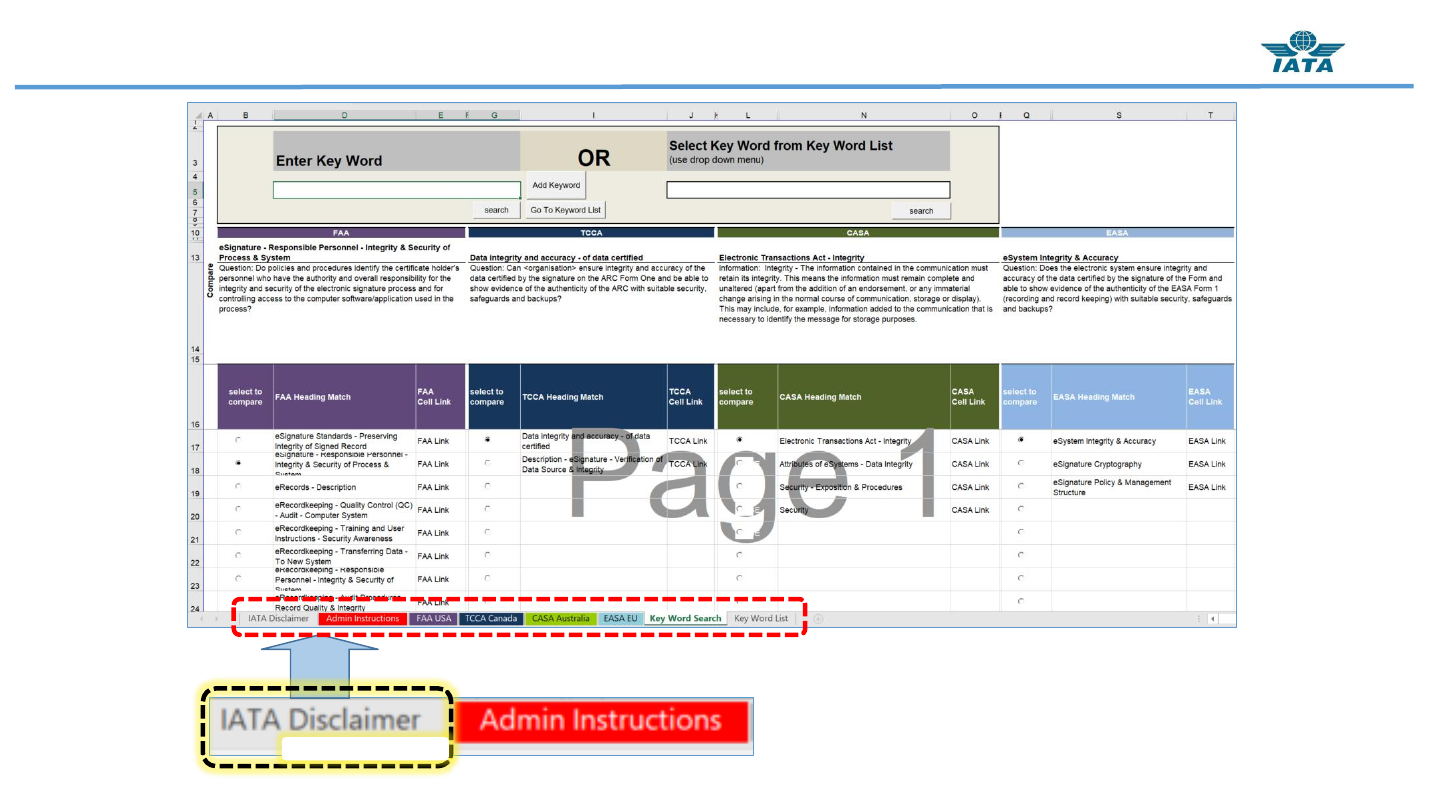 IATA
A B D E F G I J K L N O F Q S T
2
3 Enter Key Word OR Select Key Word from Key Word List
(use drop down menu)
4
5 Add Keyword
6
7 search Go To Keyword List search
8
10 FAA TCCA CASA EASA
Compare
eSignature - Responsible Personnel - Integrity & Security of
13 Process & System
Question: Do policies and procedures identify the certificate holder's
personnel who have the authority and overall responsibility for the
integrity and security of the electronic signature process and for
controlling access to the computer software/application used in the
process?
Data integrity and accuracy - of data certified
Question: Can <organisation> ensure integrity and accuracy of the
data certified by the signature on the ARC Form One and be able to
show evidence of the authenticity of the ARC with suitable security,
safeguards and backups?
Electronic Transactions Act - Integrity
Information: Integrity - The information contained in the communication must
retain its integrity. This means the information must remain complete and
unaltered (apart from the addition of an endorsement, or any immaterial
change arising in the normal course of communication, storage or display).
This may include, for example, information added to the communication that is
necessary to identify the message for storage purposes.
eSystem Integrity & Accuracy
Question: Does the electronic system ensure integrity and
accuracy of the data certified by the signature of the Form and
able to show evidence of the authenticity of the EASA Form 1
(recording and record keeping) with suitable security, safeguards
and backups?
14
15
16 select to compare FAA Heading Match FAA Cell Link select to compare TCCA Heading Match TCCA Cell Link select to compare CASA Heading Match CASA Cell Link select to compare EASA Heading Match EASA Cell Link
17 eSignature Standards - Preserving Integrity of Signed Record FAA Link Data integrity and accuracy - of data certified TCCA Link Electronic Transactions Act - Integrity CASA Link eSystem Integrity & Accuracy EASA Link
18 eSignature - Responsible Personnel - Integrity & Security of Process & System FAA Link Description - eSignature - Verification of Data Source & Integrity TCCA Link Attributes of eSystems - Data Integrity CASA Link eSignature Cryptography EASA Link
19 eRecords - Description FAA Link Security - Exposition & Procedures CASA Link eSignature Policy & Management Structure EASA Link
20 eRecordkeeping - Quality Control (QC) - Audit - Computer System FAA Link Security CASA Link
21 eRecordkeeping - Training and User Instructions - Security Awareness FAA Link
22 eRecordkeeping - Transferring Data - To New System FAA Link
23 eRecordkeeping - Responsible Personnel - Integrity & Security of System FAA Link
24 eRecordkeeping - Audit Procedures - Record Quality & Integrity FAA Link
Page 1
IATA Disclaimer Admin Instructions FAA USA TCCA Canada CASA Australia EASA EU Key Word Search Key Word List
IATA Disclaimer Admin Instructions